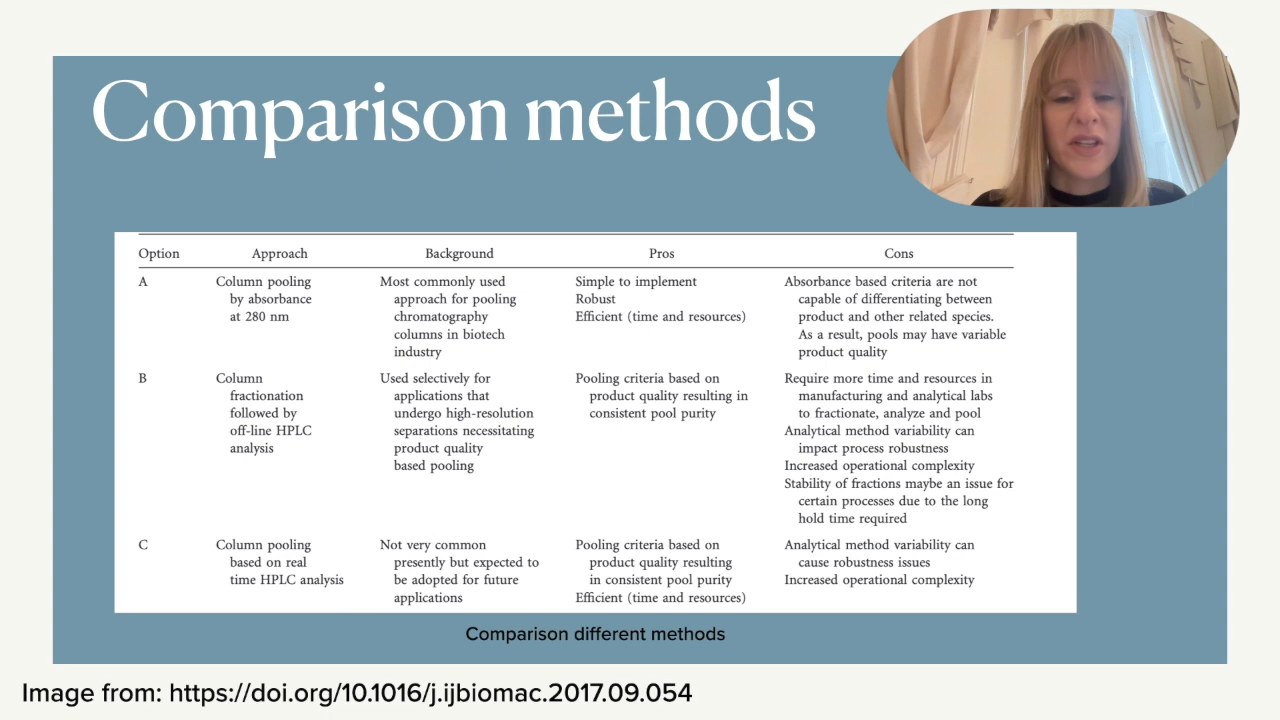 Comparison methods
Option Approach Background Pros Cons
A Column pooling Most commonly used Simple to implement Absorbance based criteria are not
by absorbance approach for pooling Robust capable of differentiating between
at 280 nm chromatography Efficient (time and resources) product and other related species.
columns in biotech As a result, pools may have variable
industry product quality
B Column Used selectively for Pooling criteria based on Require more time and resources in
fractionation applications that product quality resulting in manufacturing and analytical labs
followed by undergo high-resolution consistent pool purity to fractionate, analyze and pool
off-line HPLC separations necessitating Analytical method variability can
analysis product quality impact process robustness
based pooling Increased operational complexity
Stability of fractions maybe an issue for
certain processes due to the long
hold time required
C Column pooling Not very common Pooling criteria based on Analytical method variability can
based on real presently but expected to product quality resulting cause robustness issues
time HPLC analysis be adopted for future in consistent pool purity Increased operational complexity
applications Efficient (time and resources)
Comparison different methods
Image from: https://doi.org/10.1016/j.ijbiomac.2017.09.054